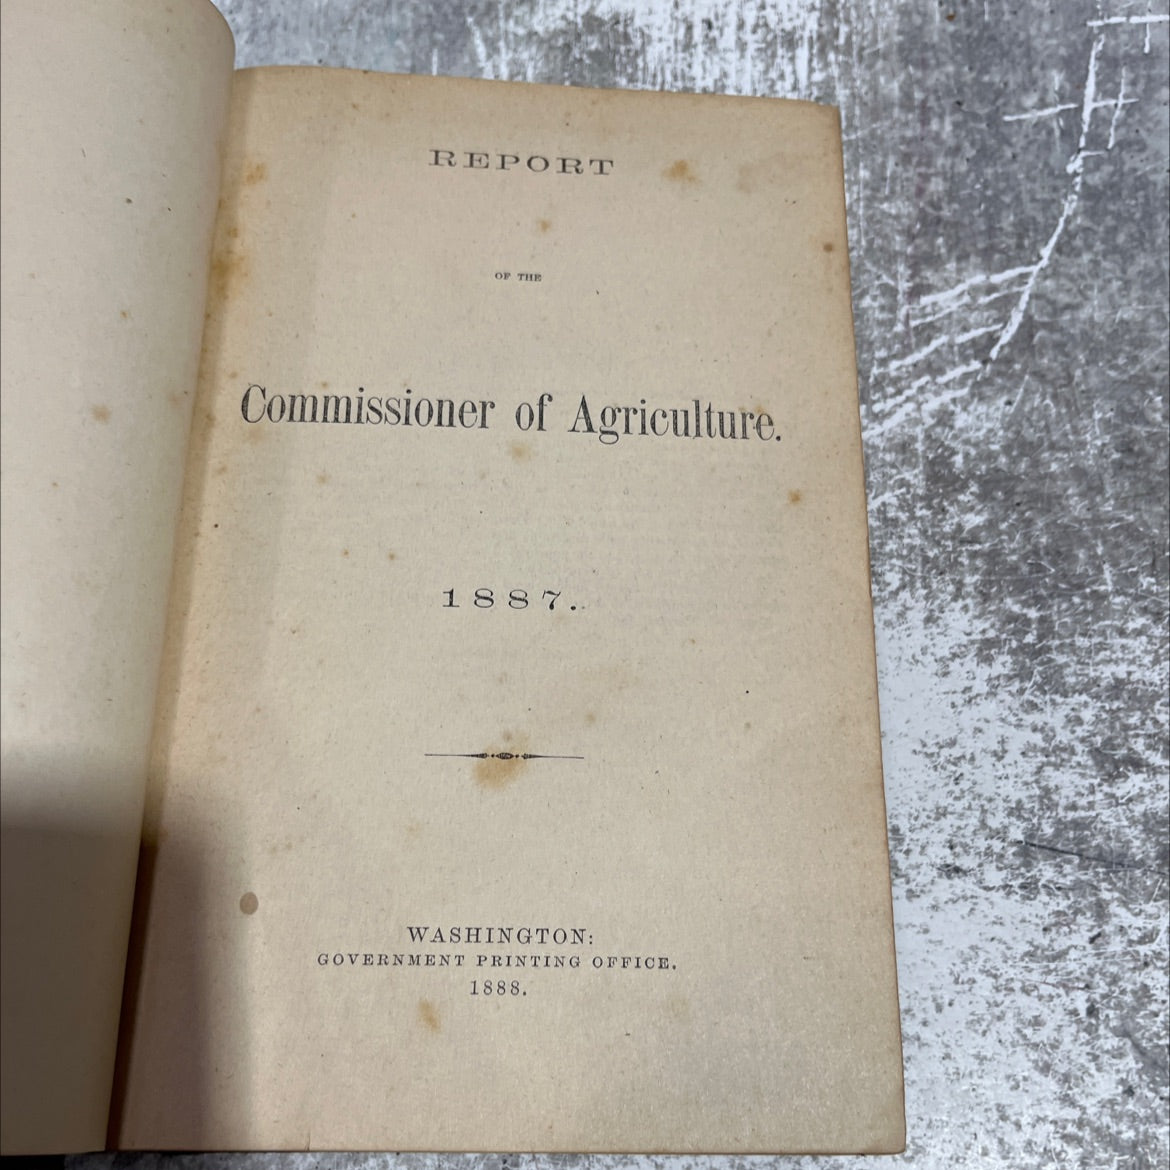 REPORT
OF THE
Commissioner of Agriculture.
1887.
WASHINGTON:
GOVERNMENT PRINTING OFFICE.
1888.